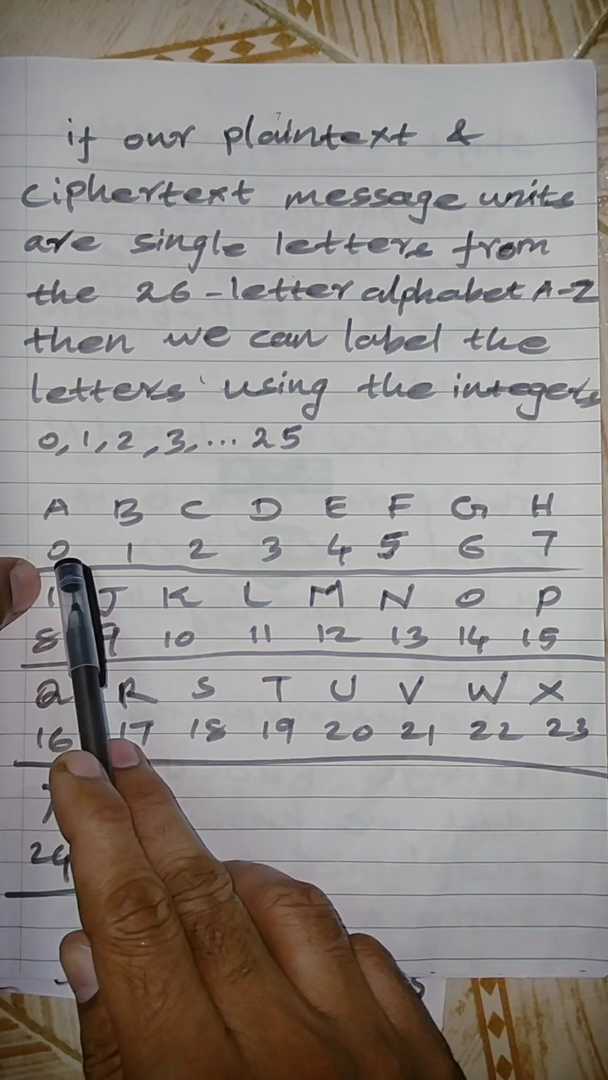 if our plaintext &
ciphertext message units
are single letters from
the 26-letter alphabet A-Z
then we can label the
letters using the integers
0,1,2,3,...25
A B C D E F G H
0 1 2 3 4 5 6 7
I J K L M N O P
8 9 10 11 12 13 14 15
Q R S T U V W X
16 17 18 19 20 21 22 23
24